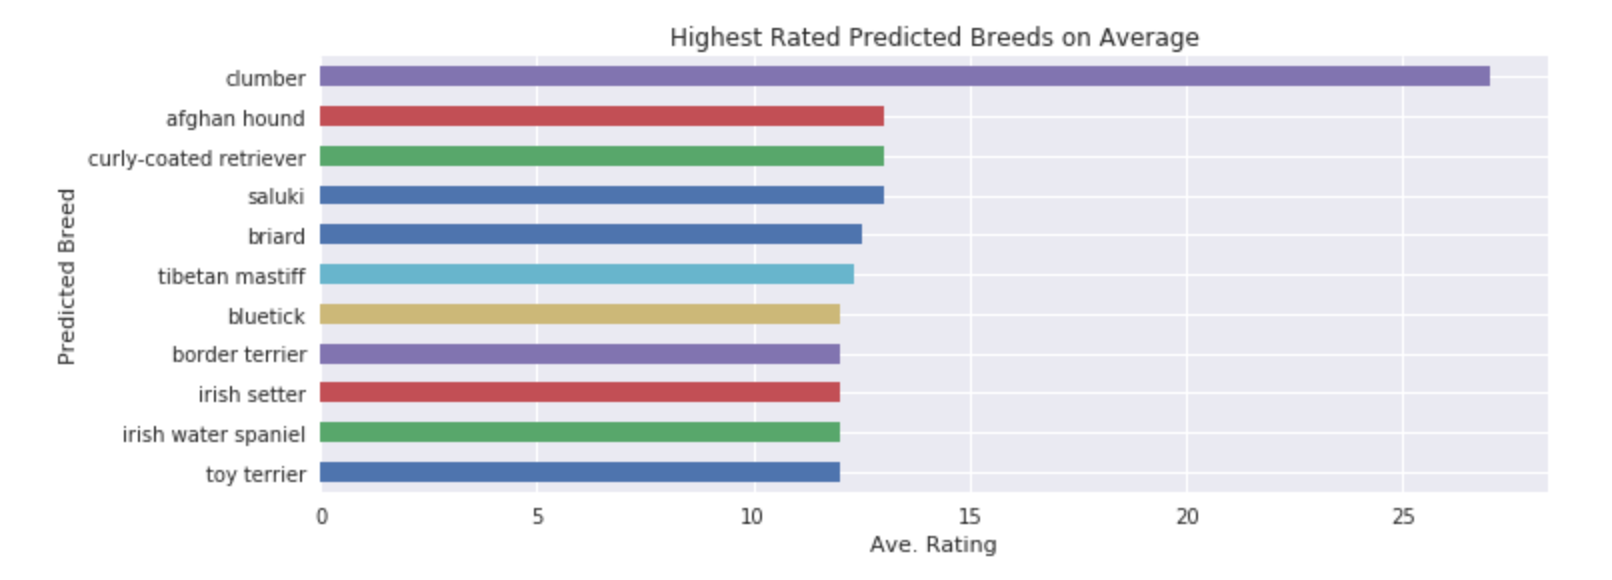 Highest Rated Predicted Breeds on Average
Predicted Breed
clumber
afghan hound
curly-coated retriever
saluki
briard
tibetan mastiff
bluetick
border terrier
irish setter
irish water spaniel
toy terrier
0 5 10 15 20 25
Ave. Rating